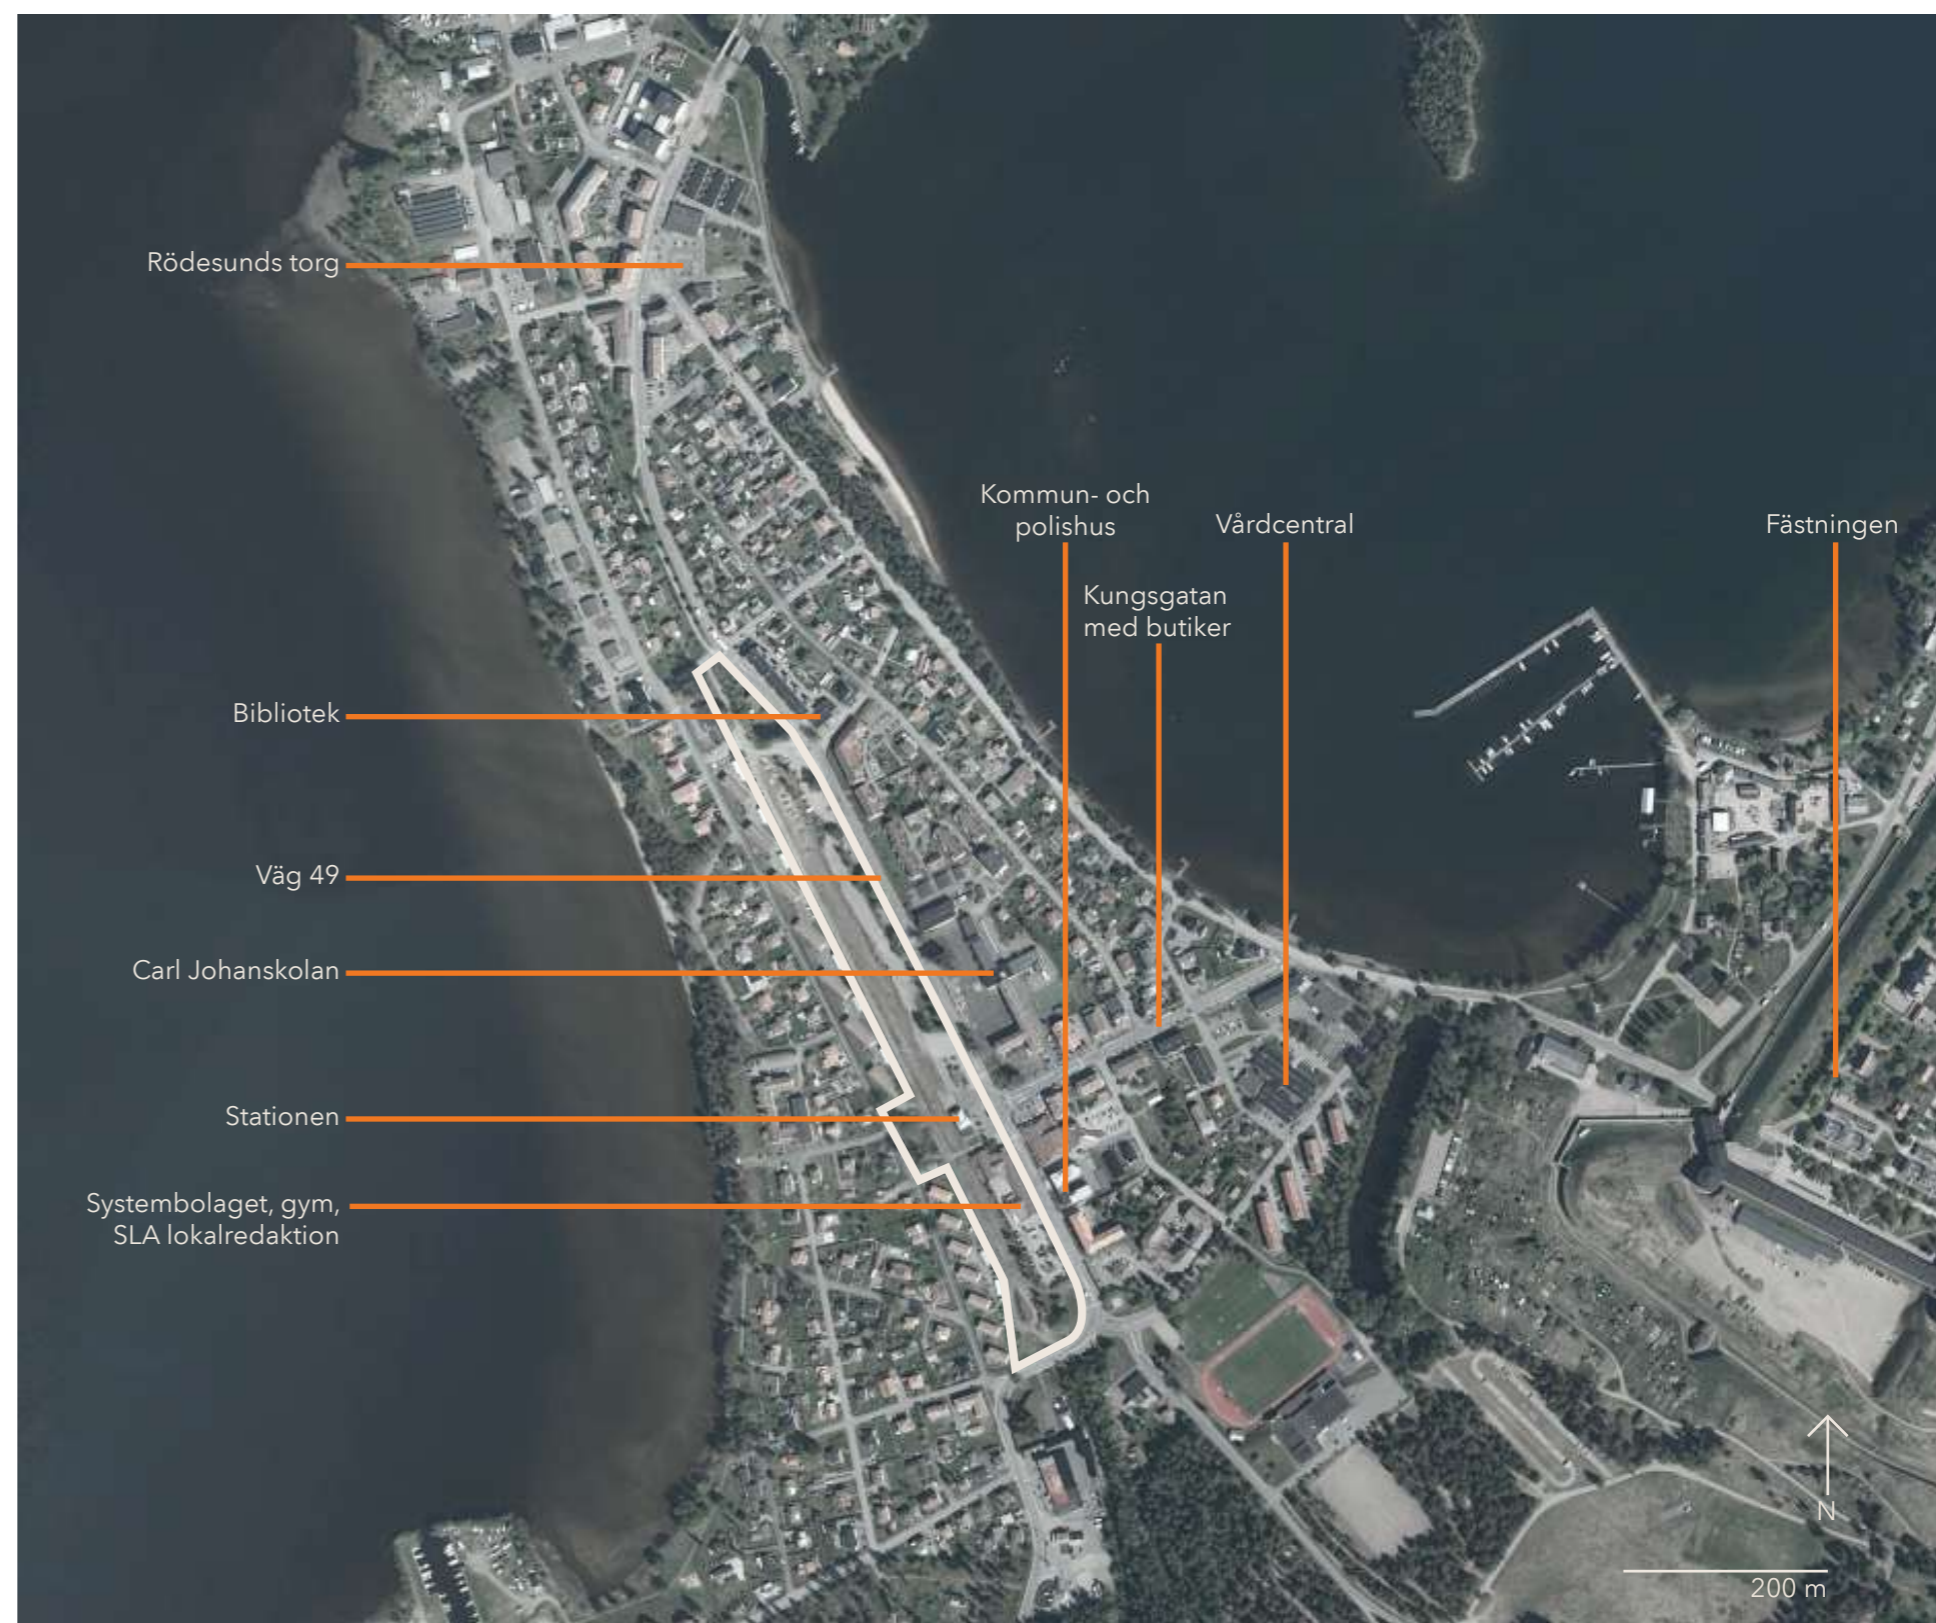 Rödesunds torg
Kommun- och
polishus
Vårdcentral
Fästningen
Kungsgatan
med butiker
Bibliotek
Väg 49
Carl Johanskolan
Stationen
Systembolaget, gym,
SLA lokalredaktion
N
200 m